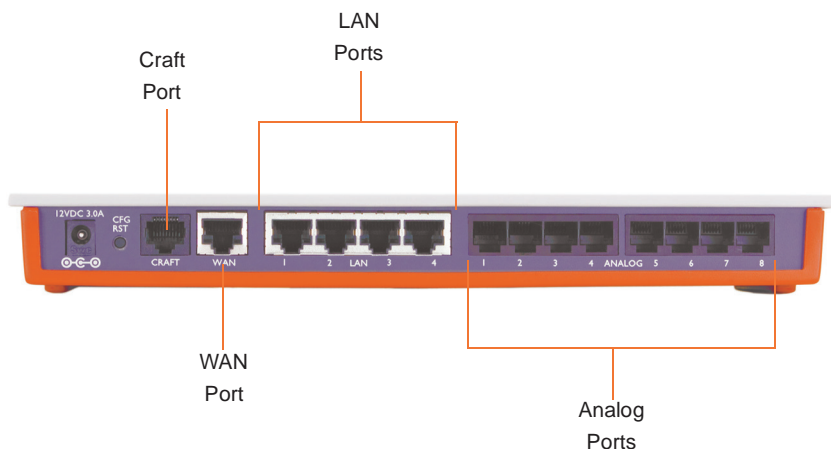 LAN
Ports
Craft
Port
12VDC 3.0A
CFG
RST
CRAFT
WAN
1 2 LAN 3 4
1 2 3 4 ANALOG 5 6 7 8
WAN
Port
Analog
Ports